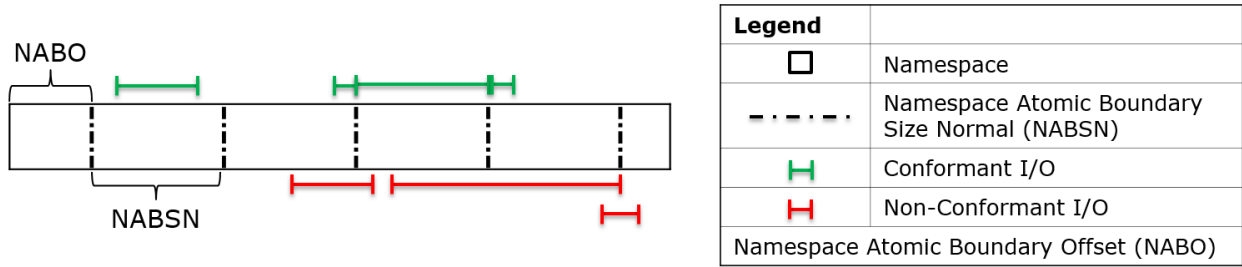 NABO
NABSN
Legend
Namespace
Namespace Atomic Boundary
Size Normal (NABSN)
Conformant I/O
Non-Conformant I/O
Namespace Atomic Boundary Offset (NABO)